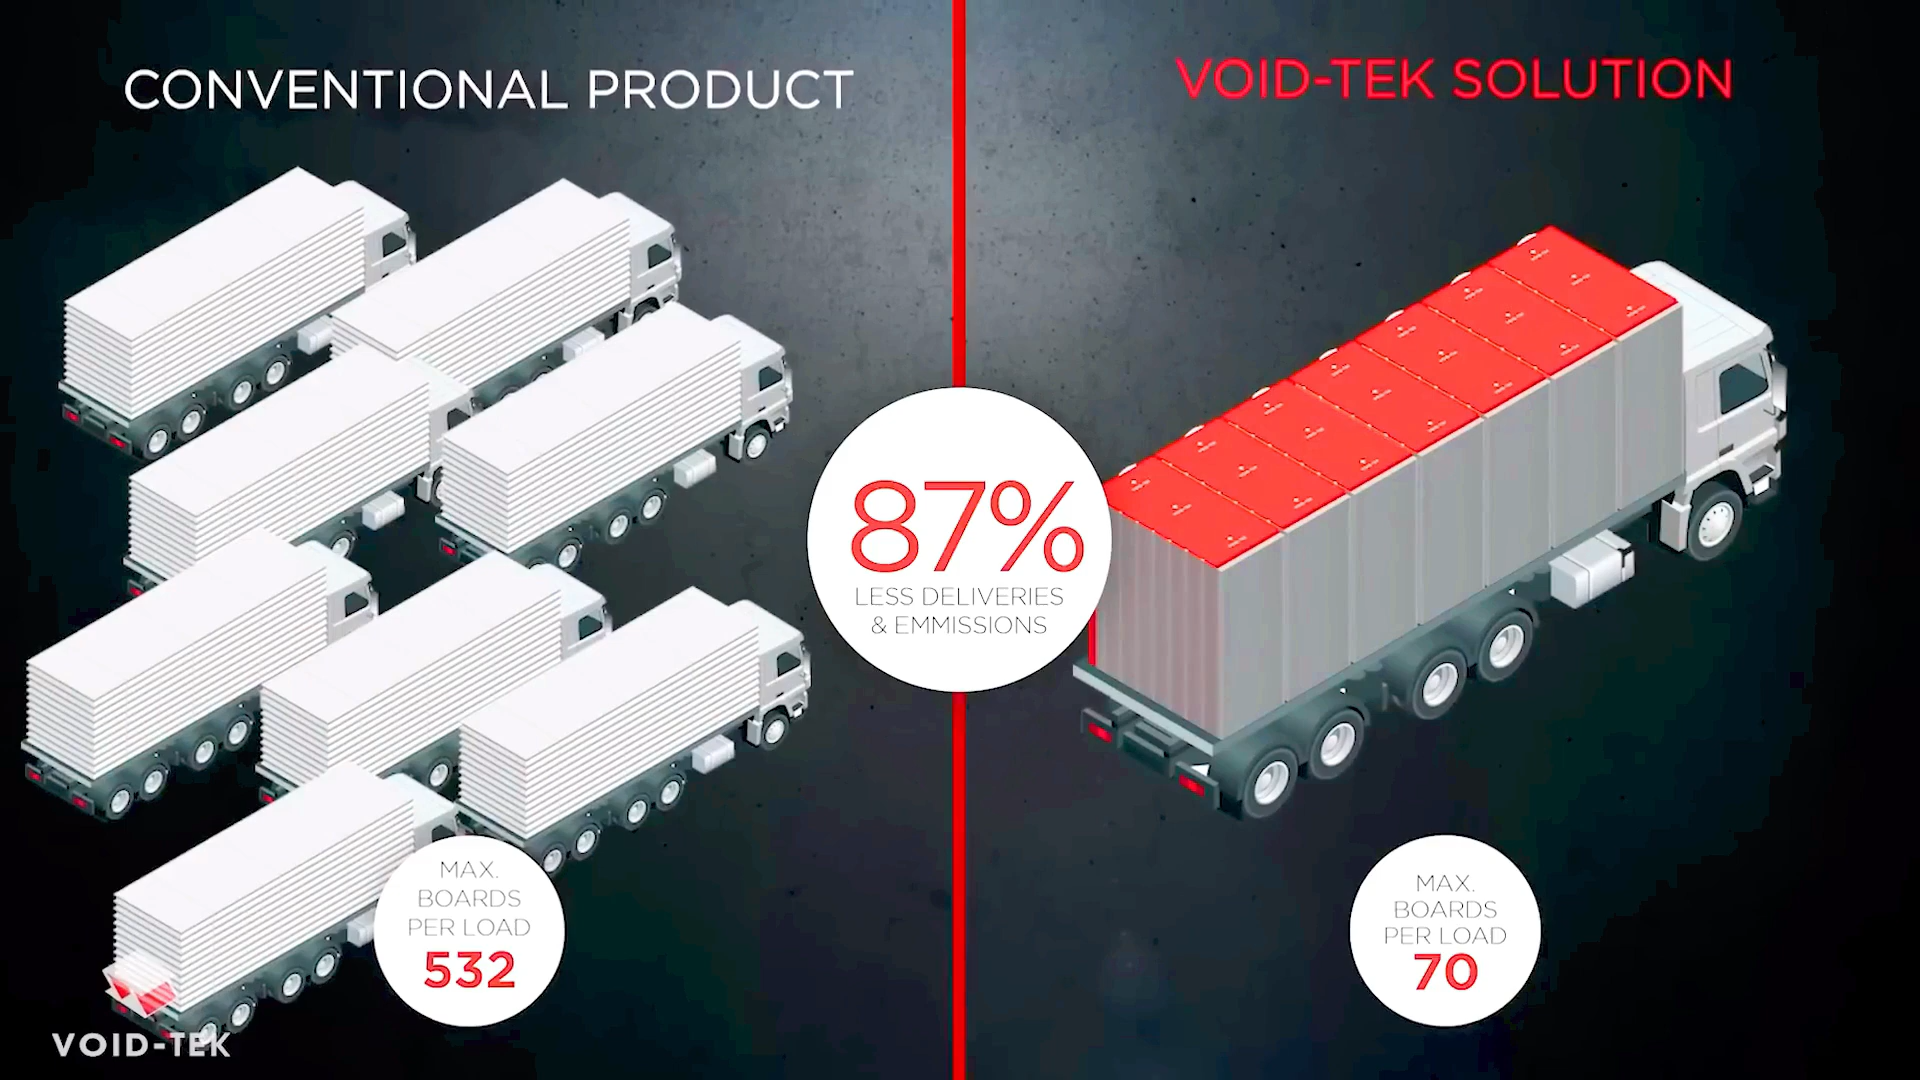 CONVENTIONAL PRODUCT
VOID-TEK SOLUTION
87%
LESS DELIVERIES
& EMMISSIONS
MAX.
BOARDS
PER LOAD
532
MAX.
BOARDS
PER LOAD
70
VOID-TEK